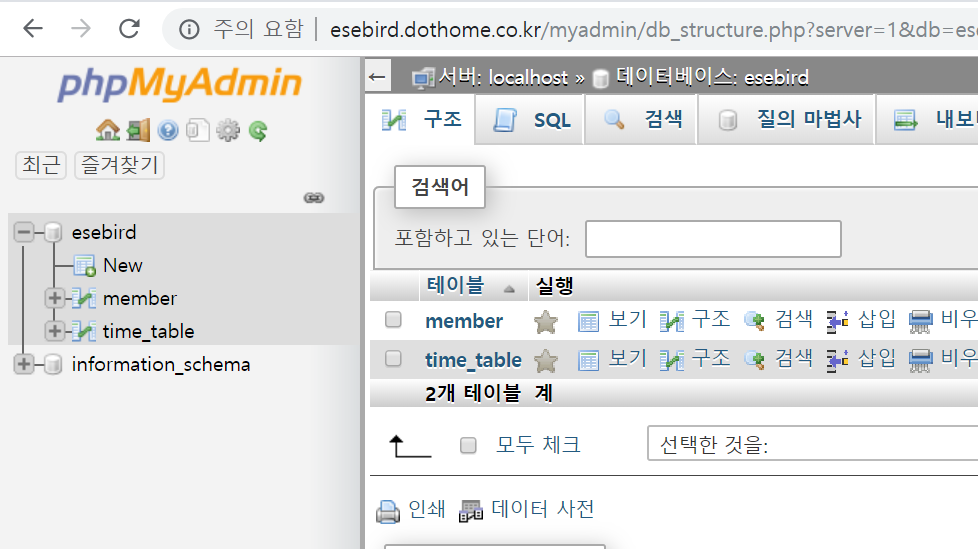 주의 요함 esebird.dothome.co.kr/myadmin/db_structure.php?server=1&db=ese
phpMyAdmin
최근 즐겨찾기
esebird
New
member
time_table
information_schema
서버: localhost » 데이터베이스: esebird
구조 SQL 검색 질의 마법사 내보
검색어
포함하고 있는 단어:
테이블 실행
member 보기 구조 검색 삽입 비우
time_table 보기 구조 검색 삽입 비우
2개 테이블 계
모두 체크 선택한 것을:
인쇄 데이터 사전